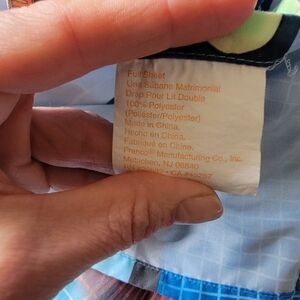 Full Sheet
Una Sabana Matrimonial
Drap Pour Lit Double
100% Polyester
(Poliester/Polyester)
Made in China.
Hecho en China.
Fabriqué en Chine.
Franco® Manufacturing Co., Inc.
Metuchen, NJ 08840